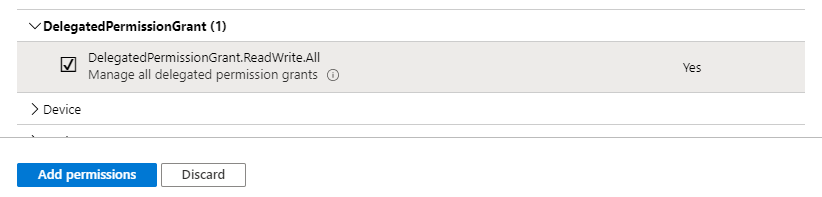 DelegatedPermissionGrant (1)
DelegatedPermissionGrant.ReadWrite.All
Manage all delegated permission grants
Yes
Device
Add permissions
Discard